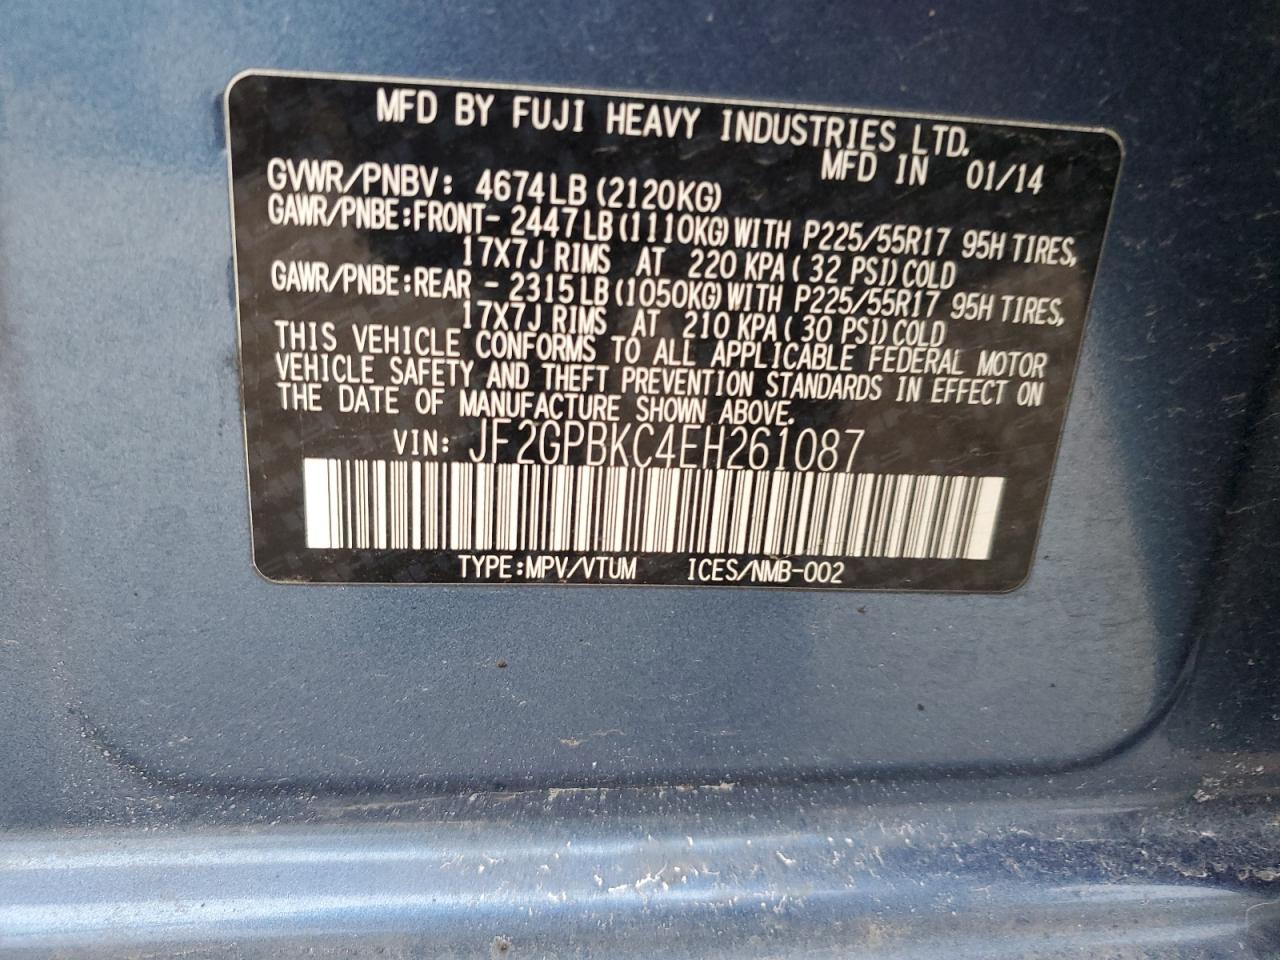 MFD BY FUJI HEAVY INDUSTRIES LTD.
MFD IN 01/14
GVWR/PNBV: 4674LB (2120KG)
GAWR/PNBE:FRONT- 2447LB(1110KG)WITH P225/55R17 95H TIRES,
17X7J RIMS AT 220 KPA( 32 PSI)COLD
GAWR/PNBE:REAR - 2315LB(1050KG)WITH P225/55R17 95H TIRES,
17X7J RIMS AT 210 KPA( 30 PSI)COLD
THIS VEHICLE CONFORMS TO ALL APPLICABLE FEDERAL MOTOR
VEHICLE SAFETY AND THEFT PREVENTION STANDARDS IN EFFECT ON
THE DATE OF MANUFACTURE SHOWN ABOVE.
VIN: JF2GPBKC4EH261087
TYPE:MPV/VTUM ICES/NMB-002